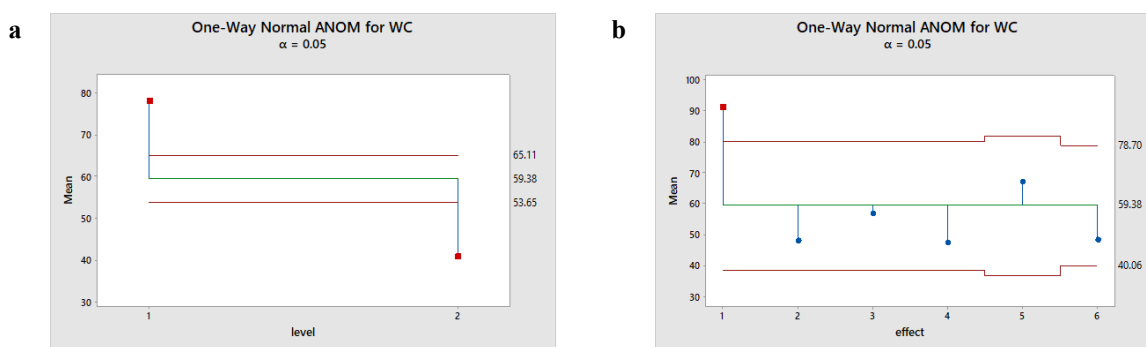 a
One-Way Normal ANOM for WC
α = 0.05
80
70
60
50
40
30
Mean
65.11
59.38
53.65
1 2
level
b
One-Way Normal ANOM for WC
α = 0.05
100
90
80
70
60
50
40
30
Mean
78.70
59.38
40.06
1 2 3 4 5 6
effect